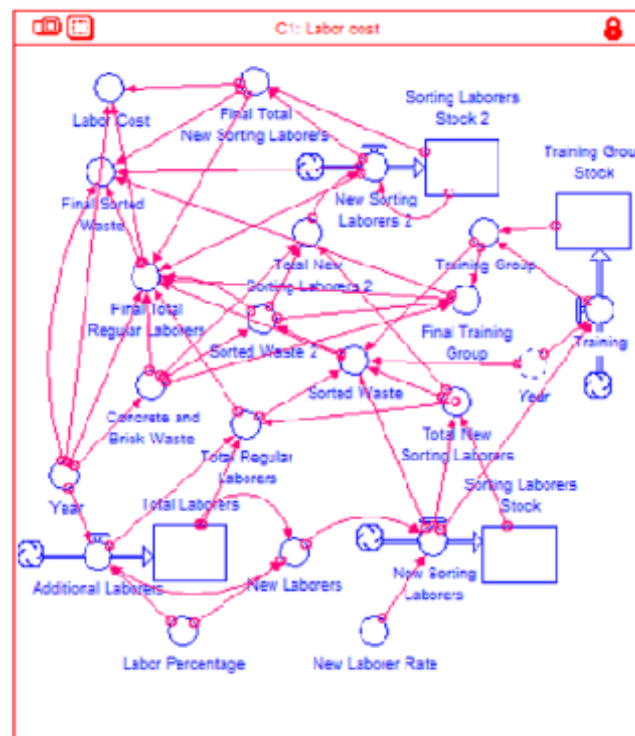 C1: Labor cost
Labor Cost
Final Total
New Sorting Laborers
Sorting Laborers
Stock 2
Training Grou
Stock
Final Sorted
Waste
New Sorting
Laborers 2
Total New
Sorting Laborers 2
Training Group
Final Total
Regular Laborers
Sorted Waste 2
Final Training
Group
Training
Concrete and
Brick Waste
Sorted Waste
Year
Total Regular
Laborers
Total New
Sorting Laborers
Year
Total Laborers
Sorting Laborers
Stock
Additional Laborers
New Laborers
New Sorting
Laborers
Labor Percentage
New Laborer Rate